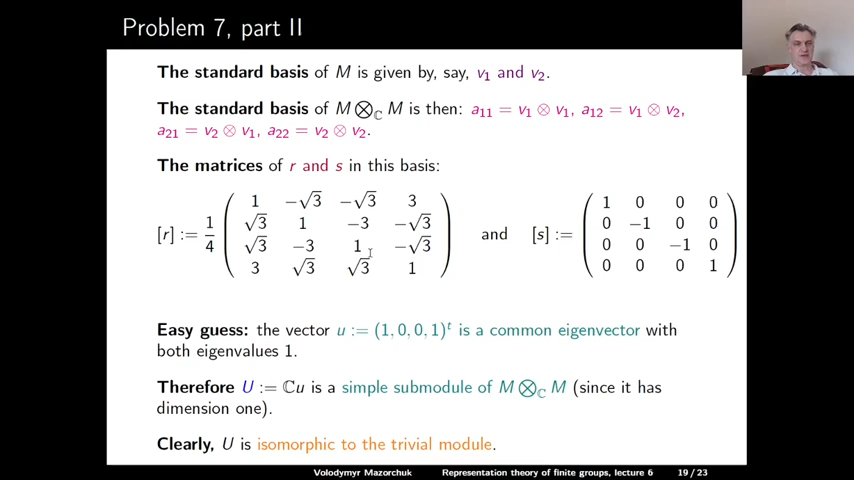 Problem 7, part II
The standard basis of M is given by, say, v₁ and v₂.
The standard basis of M ⊗_ℂ M is then: a₁₁ = v₁ ⊗ v₁, a₁₂ = v₁ ⊗ v₂,
a₂₁ = v₂ ⊗ v₁, a₂₂ = v₂ ⊗ v₂.
The matrices of r and s in this basis:
[r] := 1/4 ( 1 −√3 −√3 3 ; √3 1 −3 −√3 ; √3 −3 1 −√3 ; 3 √3 √3 1 ) and [s] := ( 1 0 0 0 ; 0 −1 0 0 ; 0 0 −1 0 ; 0 0 0 1 )
Easy guess: the vector u := (1, 0, 0, 1)ᵗ is a common eigenvector with
both eigenvalues 1.
Therefore U := ℂu is a simple submodule of M ⊗_ℂ M (since it has
dimension one).
Clearly, U is isomorphic to the trivial module.
Volodymyr Mazorchuk Representation theory of finite groups, lecture 6 19 / 23